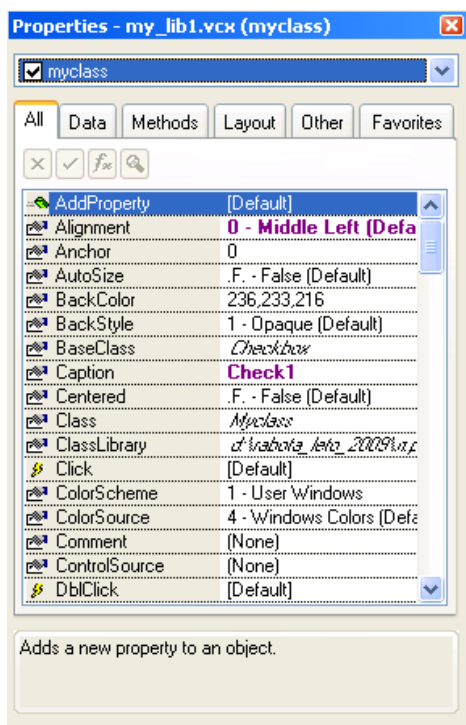 Properties - my_lib1.vcx (myclass)
myclass
All Data Methods Layout Other Favorites
AddProperty [Default]
Alignment 0 - Middle Left (Defa
Anchor 0
AutoSize .F. - False (Default)
BackColor 236,233,216
BackStyle 1 - Opaque (Default)
BaseClass Checkbox
Caption Check1
Centered .F. - False (Default)
Class Myclass
ClassLibrary d:\rabota_leto_2009\
Click [Default]
ColorScheme 1 - User Windows
ColorSource 4 - Windows Colors (Defa
Comment (None)
ControlSource (None)
DblClick [Default]
Adds a new property to an object.